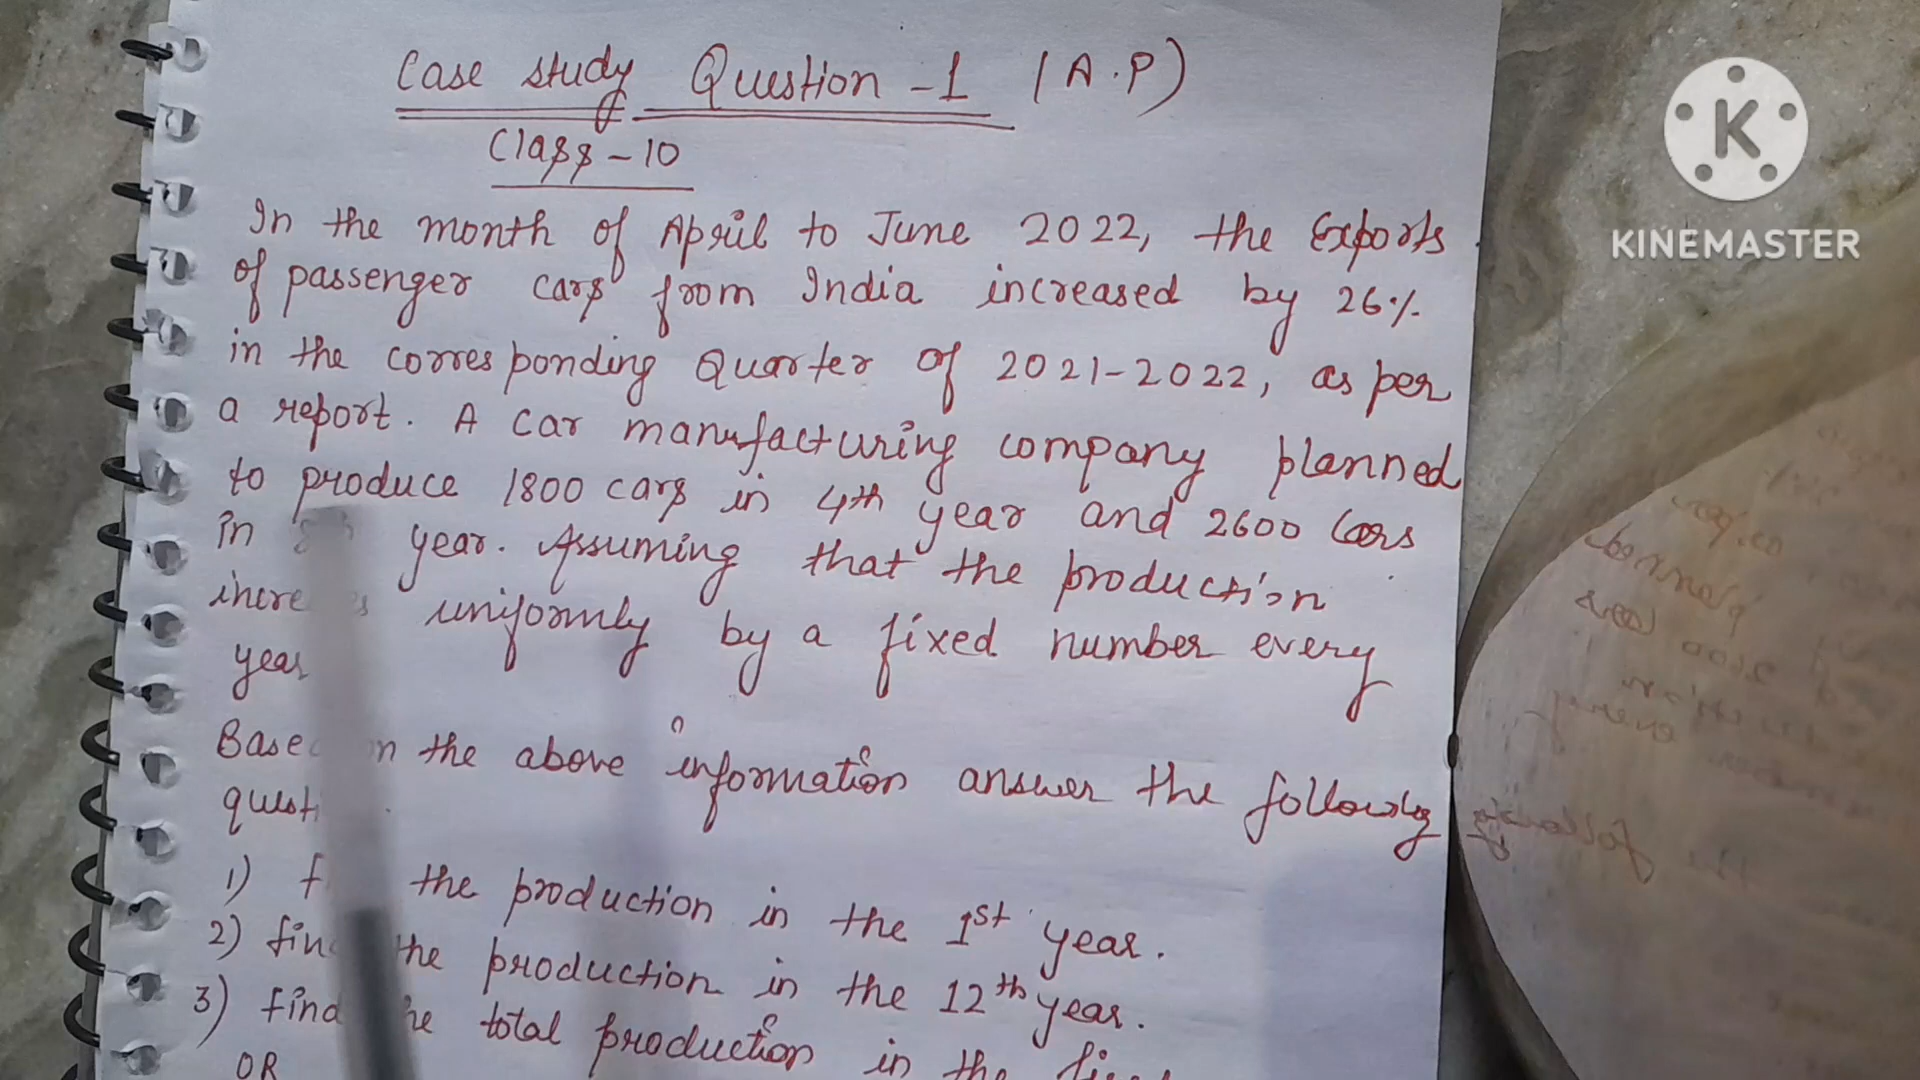 Case study Question -1 (A.P)
Class - 10
In the month of April to June 2022, the Exports
of passenger cars from India increased by 26%
in the corresponding Quarter of 2021-2022, as per
a report. A car manufacturing company planned
to produce 1800 cars in 4th year and 2600 cars
in year. Assuming that the production
uniformly by a fixed number every
year
Based on the above information answer the following
1) the production in the 1st year.
2) find the production in the 12th year.
3) find the total production in the
OR
K
KINEMASTER